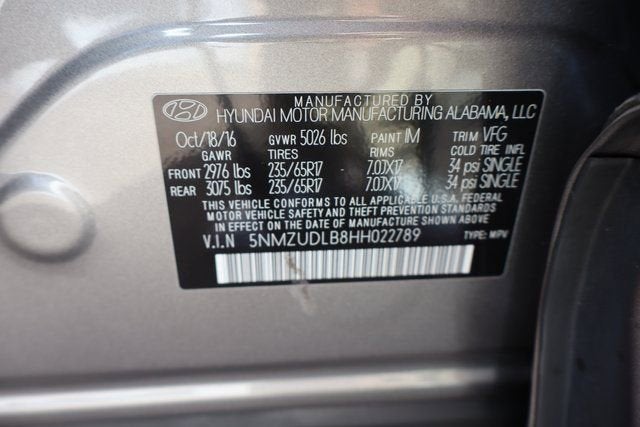 MANUFACTURED BY
HYUNDAI MOTOR MANUFACTURING ALABAMA, LLC
Oct/18/16 GVWR 5026 lbs PAINT IM TRIM VFG
GAWR TIRES RIMS COLD TIRE INFL
FRONT 2976 lbs 235/65R17 7.0JX17 34 psi SINGLE
REAR 3075 lbs 235/65R17 7.0JX17 34 psi SINGLE
THIS VEHICLE CONFORMS TO ALL APPLICABLE U.S.A FEDERAL
MOTOR VEHICLE SAFETY AND THEFT PREVENTION STANDARDS
IN EFFECT ON THE DATE OF MANUFACTURE SHOWN ABOVE.
V.I.N 5NMZUDLB8HH022789 TYPE: MPV